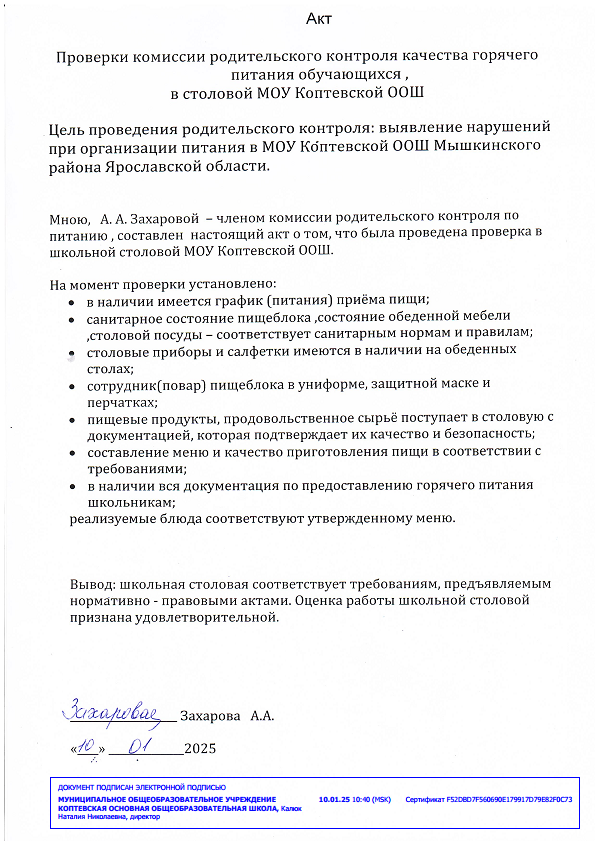 Акт
Проверки комиссии родительского контроля качества горячего
питания обучающихся ,
в столовой МОУ Коптевской ООШ
Цель проведения родительского контроля: выявление нарушений
при организации питания в МОУ Коптевской ООШ Мышкинского
района Ярославской области.
Мною, А. А. Захаровой – членом комиссии родительского контроля по
питанию , составлен настоящий акт о том, что была проведена проверка в
школьной столовой МОУ Коптевской ООШ.
На момент проверки установлено:
• в наличии имеется график (питания) приёма пищи;
• санитарное состояние пищеблока ,состояние обеденной мебели
,столовой посуды – соответствует санитарным нормам и правилам;
• столовые приборы и салфетки имеются в наличии на обеденных
столах;
• сотрудник(повар) пищеблока в униформе, защитной маске и
перчатках;
• пищевые продукты, продовольственное сырьё поступает в столовую с
документацией, которая подтверждает их качество и безопасность;
• составление меню и качество приготовления пищи в соответствии с
требованиями;
• в наличии вся документация по предоставлению горячего питания
школьникам;
реализуемые блюда соответствуют утвержденному меню.
Вывод: школьная столовая соответствует требованиям, предъявляемым
нормативно - правовыми актами. Оценка работы школьной столовой
признана удовлетворительной.
Захарова Захарова А.А.
«10» 01 2025
ДОКУМЕНТ ПОДПИСАН ЭЛЕКТРОННОЙ ПОДПИСЬЮ
МУНИЦИПАЛЬНОЕ ОБЩЕОБРАЗОВАТЕЛЬНОЕ УЧРЕЖДЕНИЕ 10.01.25 10:40 (MSK) Сертификат F52DBD7F560690E179917D79E82F0C73
КОПТЕВСКАЯ ОСНОВНАЯ ОБЩЕОБРАЗОВАТЕЛЬНАЯ ШКОЛА, Калюк
Наталия Николаевна, директор